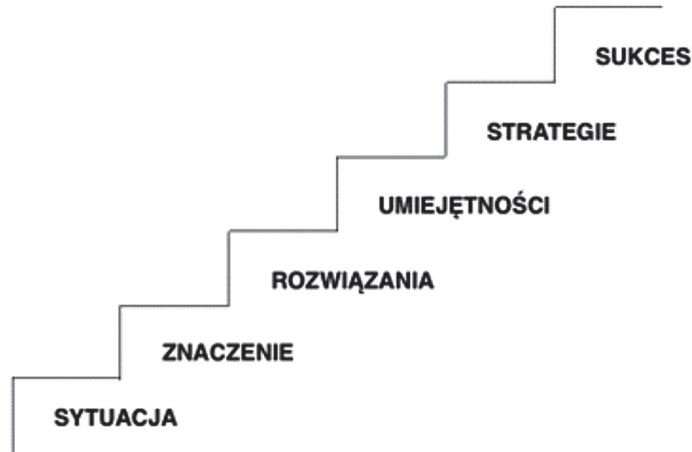 SUKCES
STRATEGIE
UMIEJĘTNOŚCI
ROZWIĄZANIA
ZNACZENIE
SYTUACJA